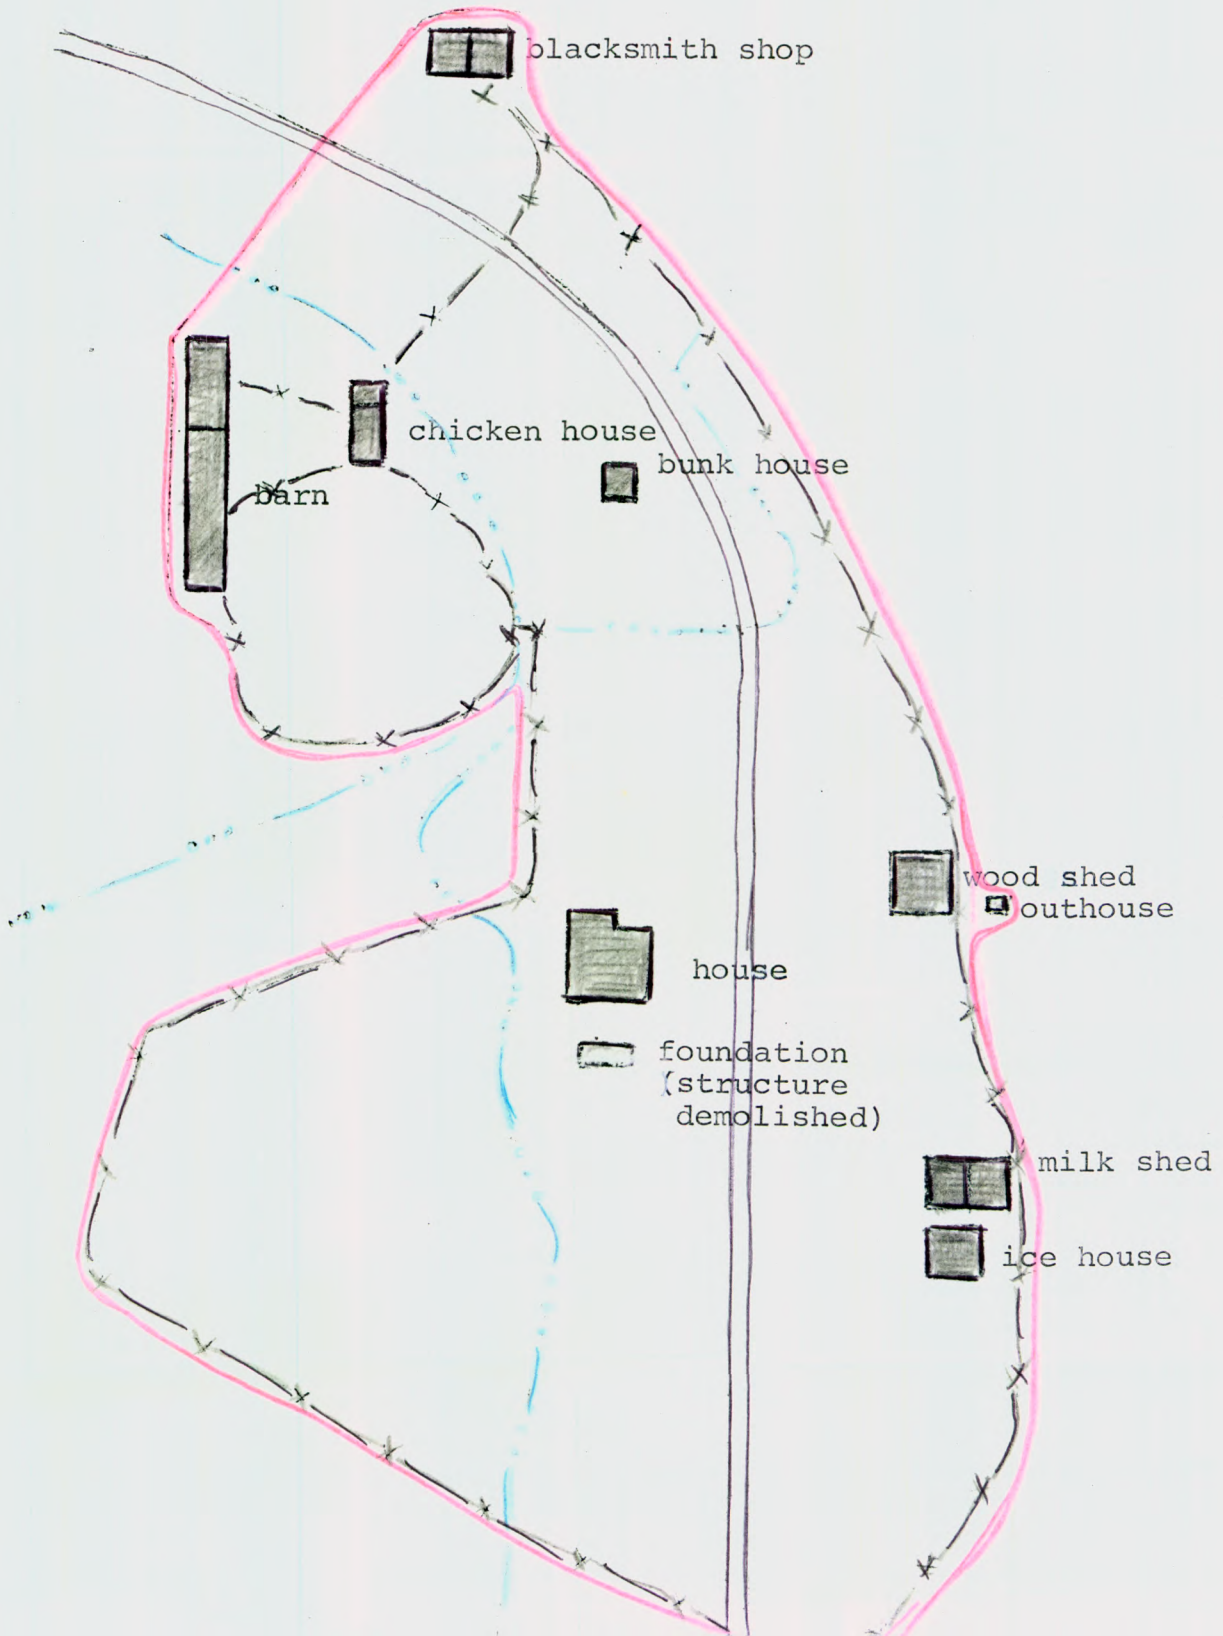 blacksmith shop
chicken house
bunk house
barn
wood shed
outhouse
house
foundation
(structure
demolished)
milk shed
ice house